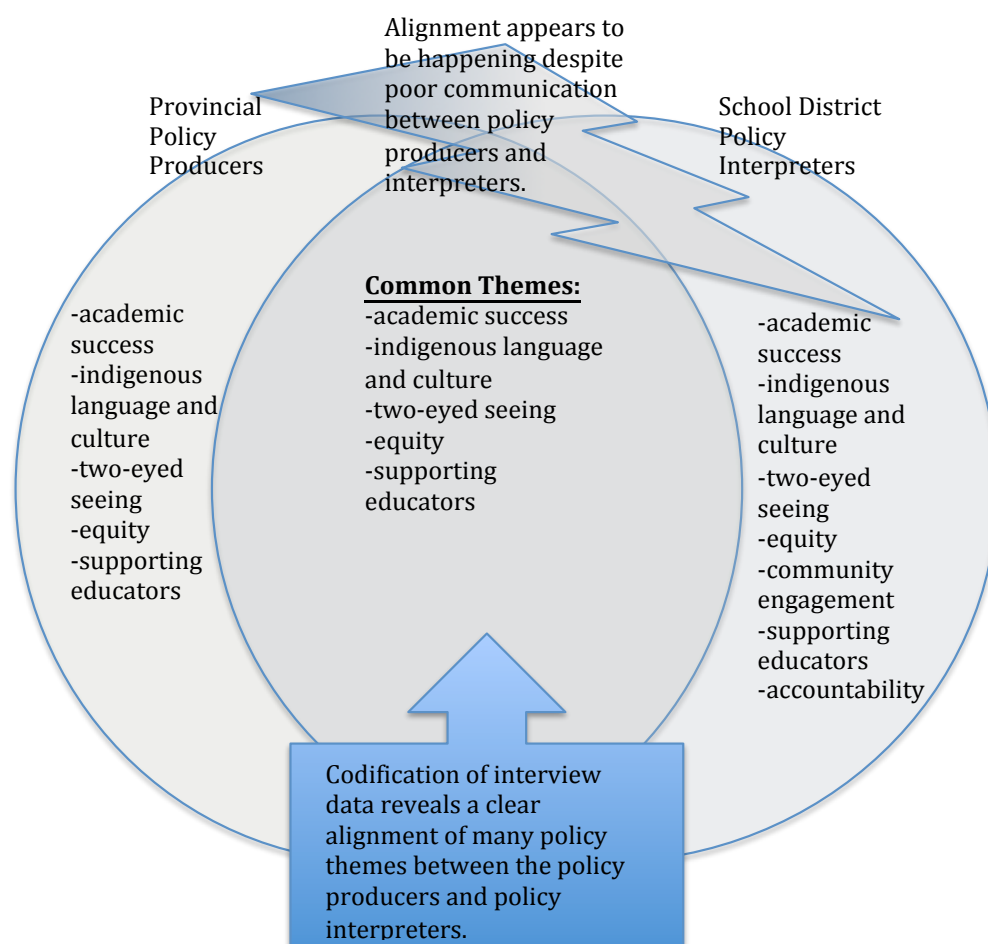 Alignment appears to
be happening despite
poor communication
between policy
producers and
interpreters.
Provincial
Policy
Producers
School District
Policy
Interpreters
-academic
success
-indigenous
language and
culture
-two-eyed
seeing
-equity
-supporting
educators
Common Themes:
-academic success
-indigenous language
and culture
-two-eyed seeing
-equity
-supporting
educators
-academic
success
-indigenous
language and
culture
-two-eyed
seeing
-equity
-community
engagement
-supporting
educators
-accountability
Codification of interview
data reveals a clear
alignment of many policy
themes between the policy
producers and policy
interpreters.